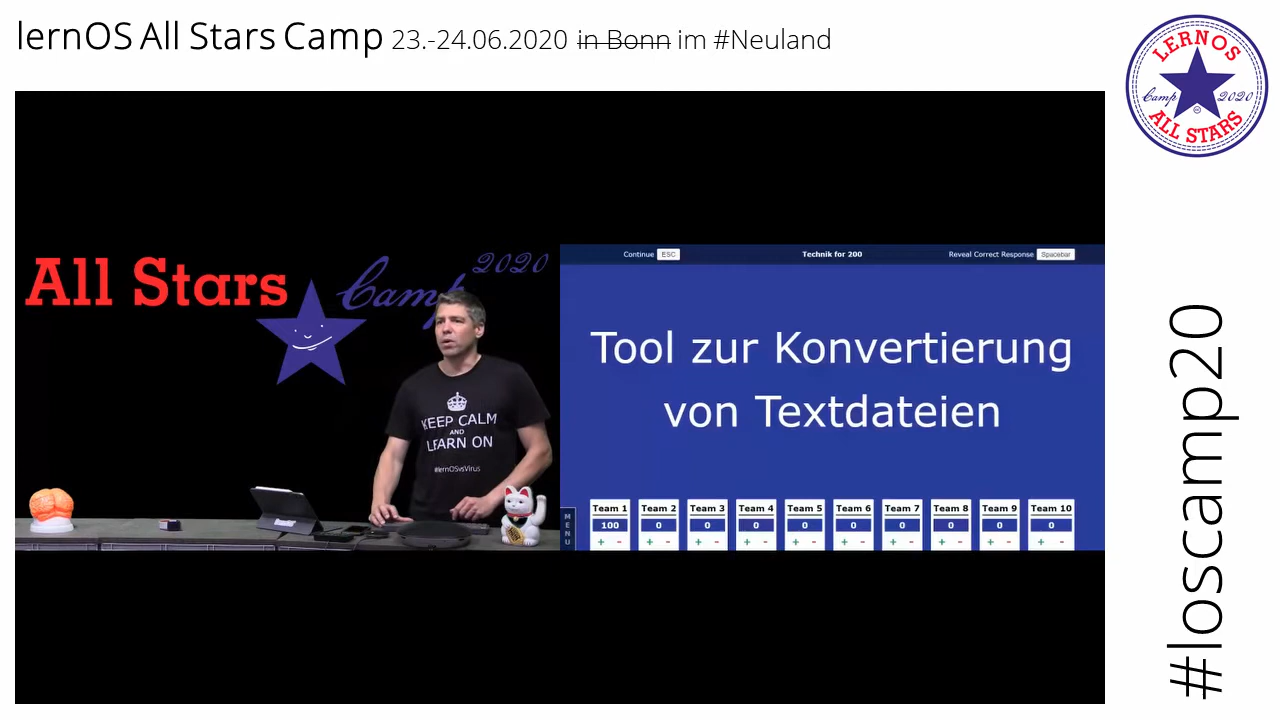 lernOS All Stars Camp 23.-24.06.2020 in Bonn im #Neuland
LERNOS
Camp 2020
ALL STARS
All Stars Camp 2020
KEEP CALM
AND
LEARN ON
#lernOSvsVirus
Continue ESC Technik for 200 Reveal Correct Response Spacebar
Tool zur Konvertierung
von Textdateien
MENU
Team 1 Team 2 Team 3 Team 4 Team 5 Team 6 Team 7 Team 8 Team 9 Team 10
100 0 0 0 0 0 0 0 0 0
+ - + - + - + - + - + - + - + - + - + -
#loscamp20